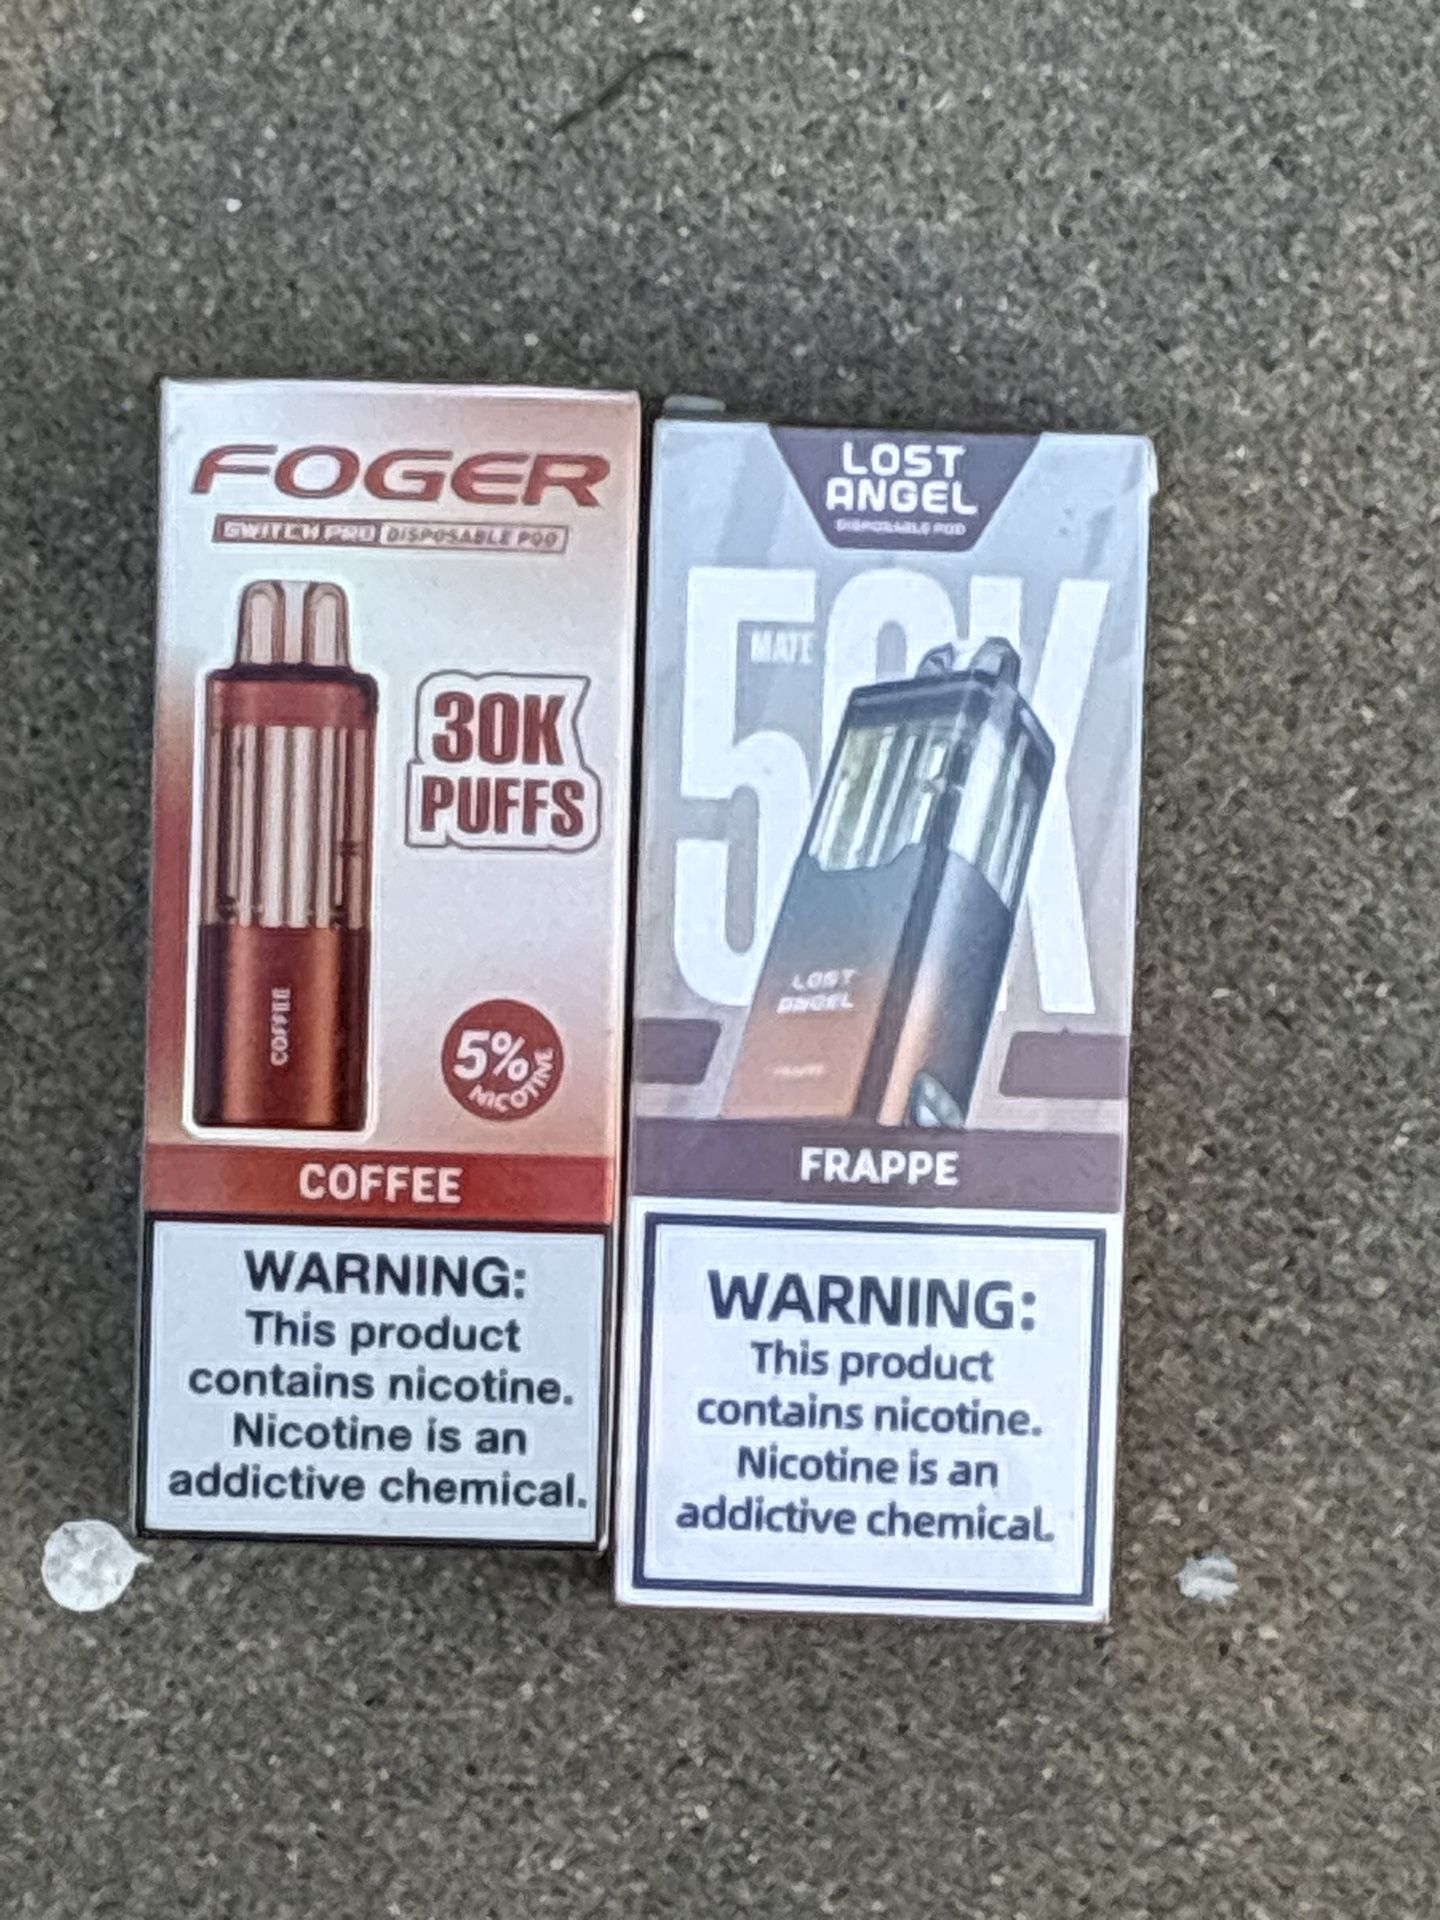 FOGER
SWITCH PRO DISPOSABLE POD
30K
PUFFS
COFFEE
5%
NICOTINE
COFFEE
WARNING:
This product
contains nicotine.
Nicotine is an
addictive chemical.
LOST
ANGEL
DISPOSABLE POD
50K
MATE
LOST
ANGEL
FRAPPE
WARNING:
This product
contains nicotine.
Nicotine is an
addictive chemical.